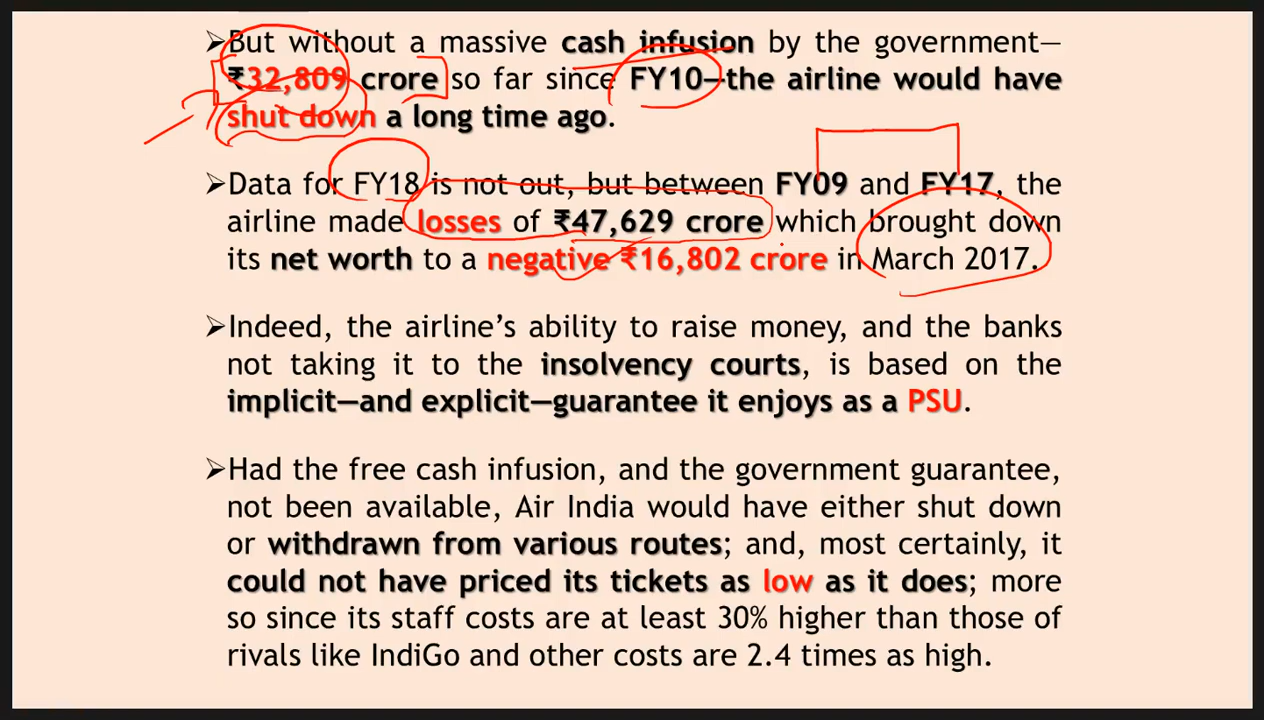 ➢But without a massive cash infusion by the government—
₹32,809 crore so far since FY10—the airline would have
shut down a long time ago.
➢Data for FY18 is not out, but between FY09 and FY17, the
airline made losses of ₹47,629 crore which brought down
its net worth to a negative ₹16,802 crore in March 2017.
➢Indeed, the airline’s ability to raise money, and the banks
not taking it to the insolvency courts, is based on the
implicit—and explicit—guarantee it enjoys as a PSU.
➢Had the free cash infusion, and the government guarantee,
not been available, Air India would have either shut down
or withdrawn from various routes; and, most certainly, it
could not have priced its tickets as low as it does; more
so since its staff costs are at least 30% higher than those of
rivals like IndiGo and other costs are 2.4 times as high.